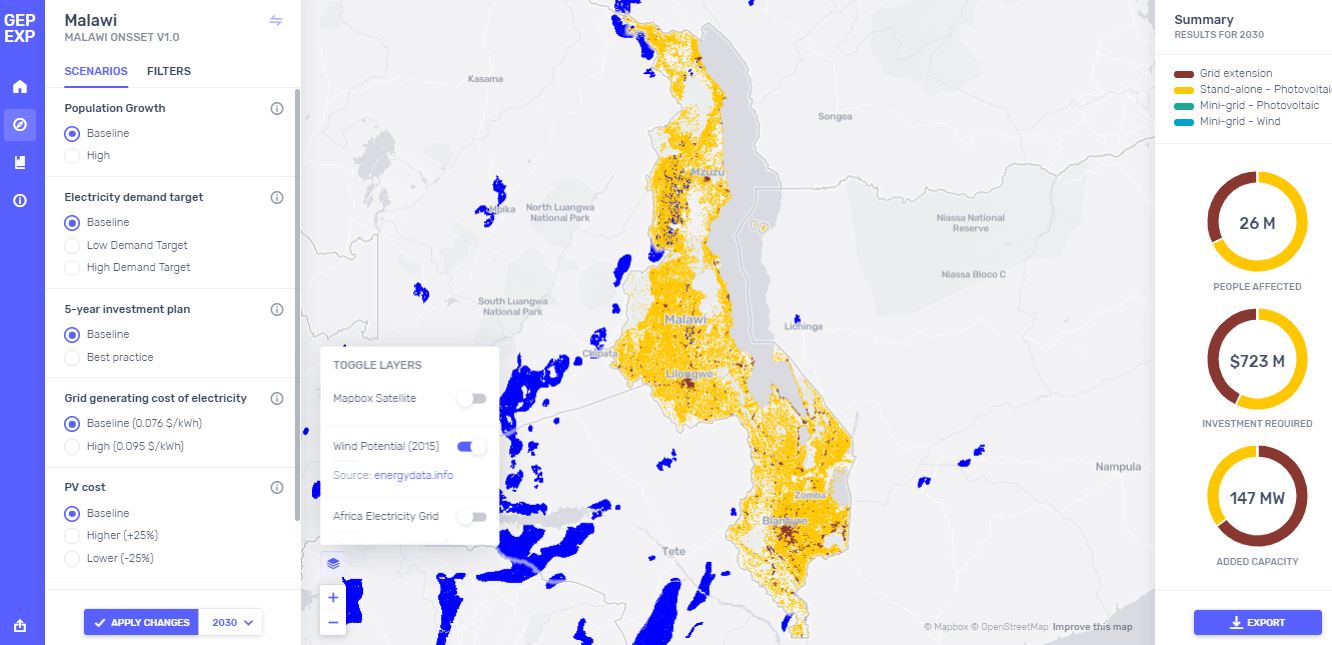 GEP
EXP
Malawi
MALAWI ONSSET V1.0
SCENARIOS FILTERS
Population Growth
Baseline
High
Electricity demand target
Baseline
Low Demand Target
High Demand Target
5-year investment plan
Baseline
Best practice
Grid generating cost of electricity
Baseline (0.076 $/kWh)
High (0.095 $/kWh)
PV cost
Baseline
Higher (+25%)
Lower (-25%)
APPLY CHANGES 2030
Kasama
Songea
Mzuzu
Mbika
North Luangwa
National Park
Niassa National
Reserve
Niassa Bloco C
South Luangwa
National Park
Malawi
Lichinga
Chipata
Lilongwe
Nampula
Zomba
Blantyre
Tete
TOGGLE LAYERS
Mapbox Satellite
Wind Potential (2015)
Source: energydata.info
Africa Electricity Grid
+
−
© Mapbox © OpenStreetMap Improve this map
Summary
RESULTS FOR 2030
Grid extension
Stand-alone - Photovoltai
Mini-grid - Photovoltaic
Mini-grid - Wind
26 M
PEOPLE AFFECTED
$723 M
INVESTMENT REQUIRED
147 MW
ADDED CAPACITY
EXPORT